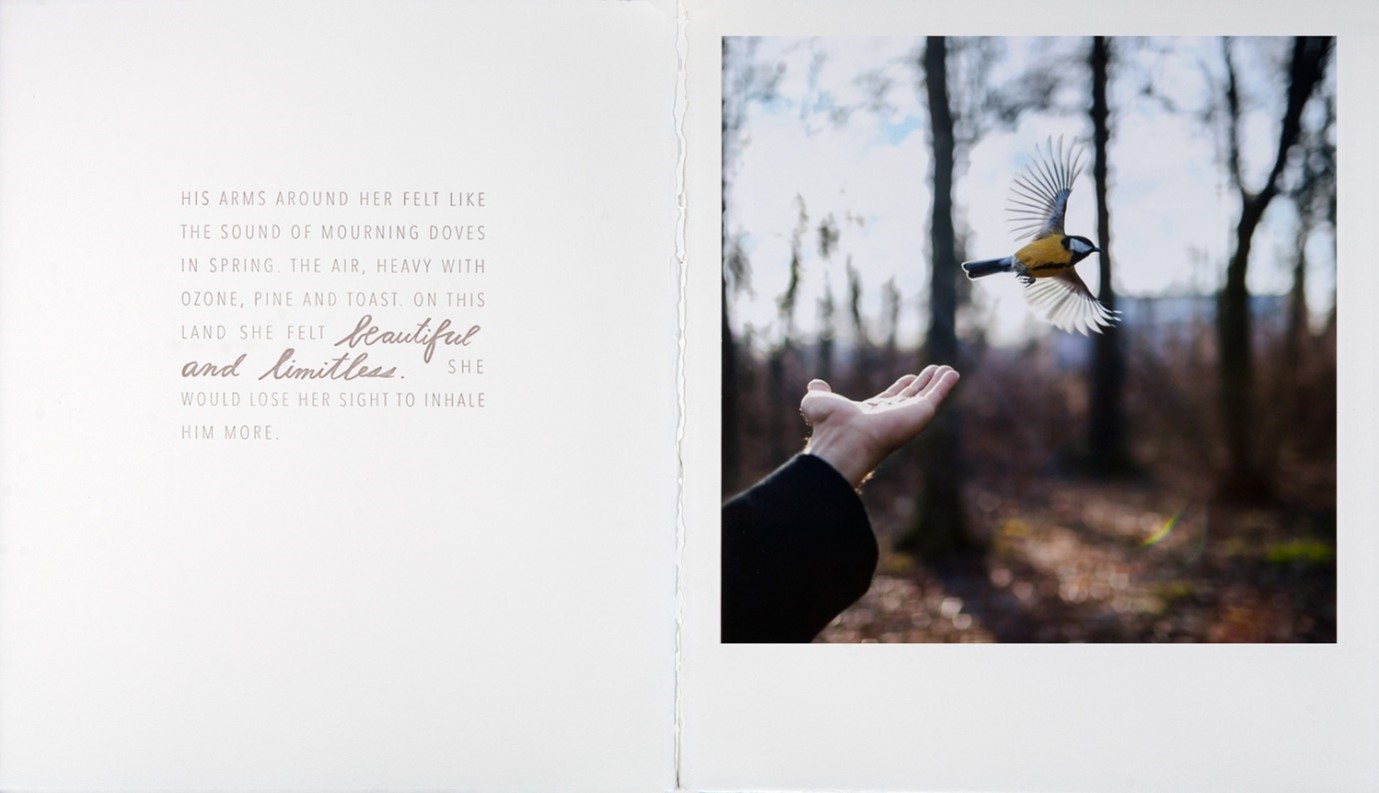 HIS ARMS AROUND HER FELT LIKE
THE SOUND OF MOURNING DOVES
IN SPRING. THE AIR, HEAVY WITH
OZONE, PINE AND TOAST. ON THIS
LAND SHE FELT beautiful
and limitless. SHE
WOULD LOSE HER SIGHT TO INHALE
HIM MORE.